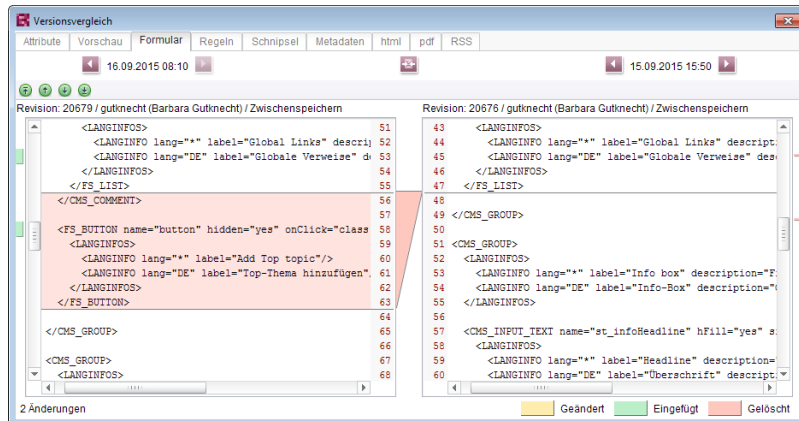 Versionsvergleich
Attribute Vorschau Formular Regeln Schnipsel Metadaten html pdf RSS
16.09.2015 08:10
15.09.2015 15:50
Revision: 20679 / gutknecht (Barbara Gutknecht) / Zwischenspeichern
<LANGINFOS> 51
<LANGINFO lang="*" label="Global Links" descri 52
<LANGINFO lang="DE" label="Globale Verweise" d 53
</LANGINFOS> 54
</FS_LIST> 55
</CMS_COMMENT> 56
57
<FS_BUTTON name="button" hidden="yes" onClick="class 58
<LANGINFOS> 59
<LANGINFO lang="*" label="Add Top topic"/> 60
<LANGINFO lang="DE" label="Top-Thema hinzufügen" 61
</LANGINFOS> 62
</FS_BUTTON> 63
64
</CMS_GROUP> 65
66
<CMS_GROUP> 67
<LANGINFOS> 68
Revision: 20676 / gutknecht (Barbara Gutknecht) / Zwischenspeichern
43 <LANGINFOS>
44 <LANGINFO lang="*" label="Global Links" descript
45 <LANGINFO lang="DE" label="Globale Verweise" des
46 </LANGINFOS>
47 </FS_LIST>
48
49 </CMS_GROUP>
50
51 <CMS_GROUP>
52 <LANGINFOS>
53 <LANGINFO lang="*" label="Info box" description="F
54 <LANGINFO lang="DE" label="Info-Box" description="
55 </LANGINFOS>
56
57 <CMS_INPUT_TEXT name="st_infoHeadline" hFill="yes" s
58 <LANGINFOS>
59 <LANGINFO lang="*" label="Headline" description="
60 <LANGINFO lang="DE" label="Überschrift" descript
2 Änderungen
Geändert Eingefügt Gelöscht